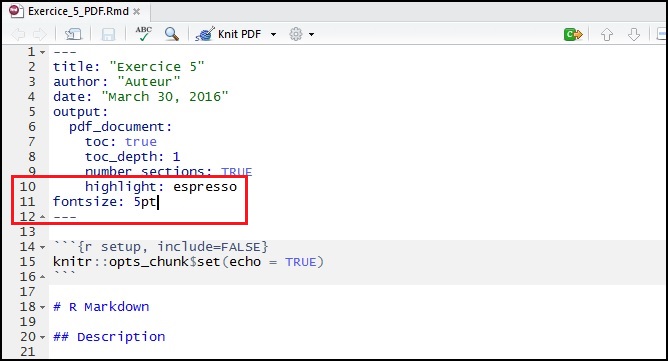 Exercice_5_PDF.Rmd
ABC Knit PDF
1 ---
2 title: "Exercice 5"
3 author: "Auteur"
4 date: "March 30, 2016"
5 output:
6 pdf_document:
7 toc: true
8 toc_depth: 1
9 number_sections: TRUE
10 highlight: espresso
11 fontsize: 5pt
12 ---
13
14 ```{r setup, include=FALSE}
15 knitr::opts_chunk$set(echo = TRUE)
16 ```
17
18 # R Markdown
19
20 ## Description
21